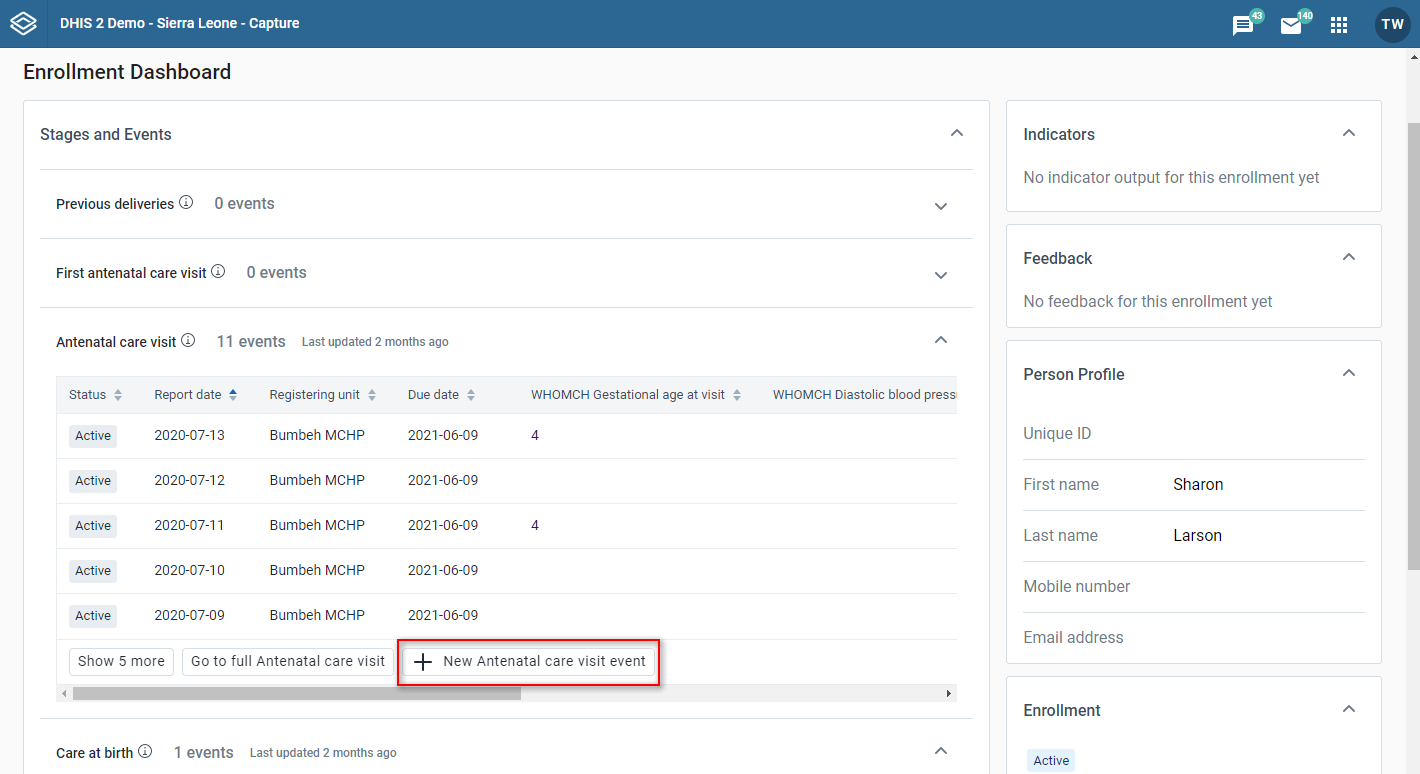 DHIS 2 Demo - Sierra Leone - Capture
43
140
TW
Enrollment Dashboard
Stages and Events
Previous deliveries 0 events
First antenatal care visit 0 events
Antenatal care visit 11 events Last updated 2 months ago
Status Report date Registering unit Due date WHOMCH Gestational age at visit WHOMCH Diastolic blood pressu
Active 2020-07-13 Bumbeh MCHP 2021-06-09 4
Active 2020-07-12 Bumbeh MCHP 2021-06-09
Active 2020-07-11 Bumbeh MCHP 2021-06-09 4
Active 2020-07-10 Bumbeh MCHP 2021-06-09
Active 2020-07-09 Bumbeh MCHP 2021-06-09
Show 5 more Go to full Antenatal care visit New Antenatal care visit event
Care at birth 1 events Last updated 2 months ago
Indicators
No indicator output for this enrollment yet
Feedback
No feedback for this enrollment yet
Person Profile
Unique ID
First name Sharon
Last name Larson
Mobile number
Email address
Enrollment
Active